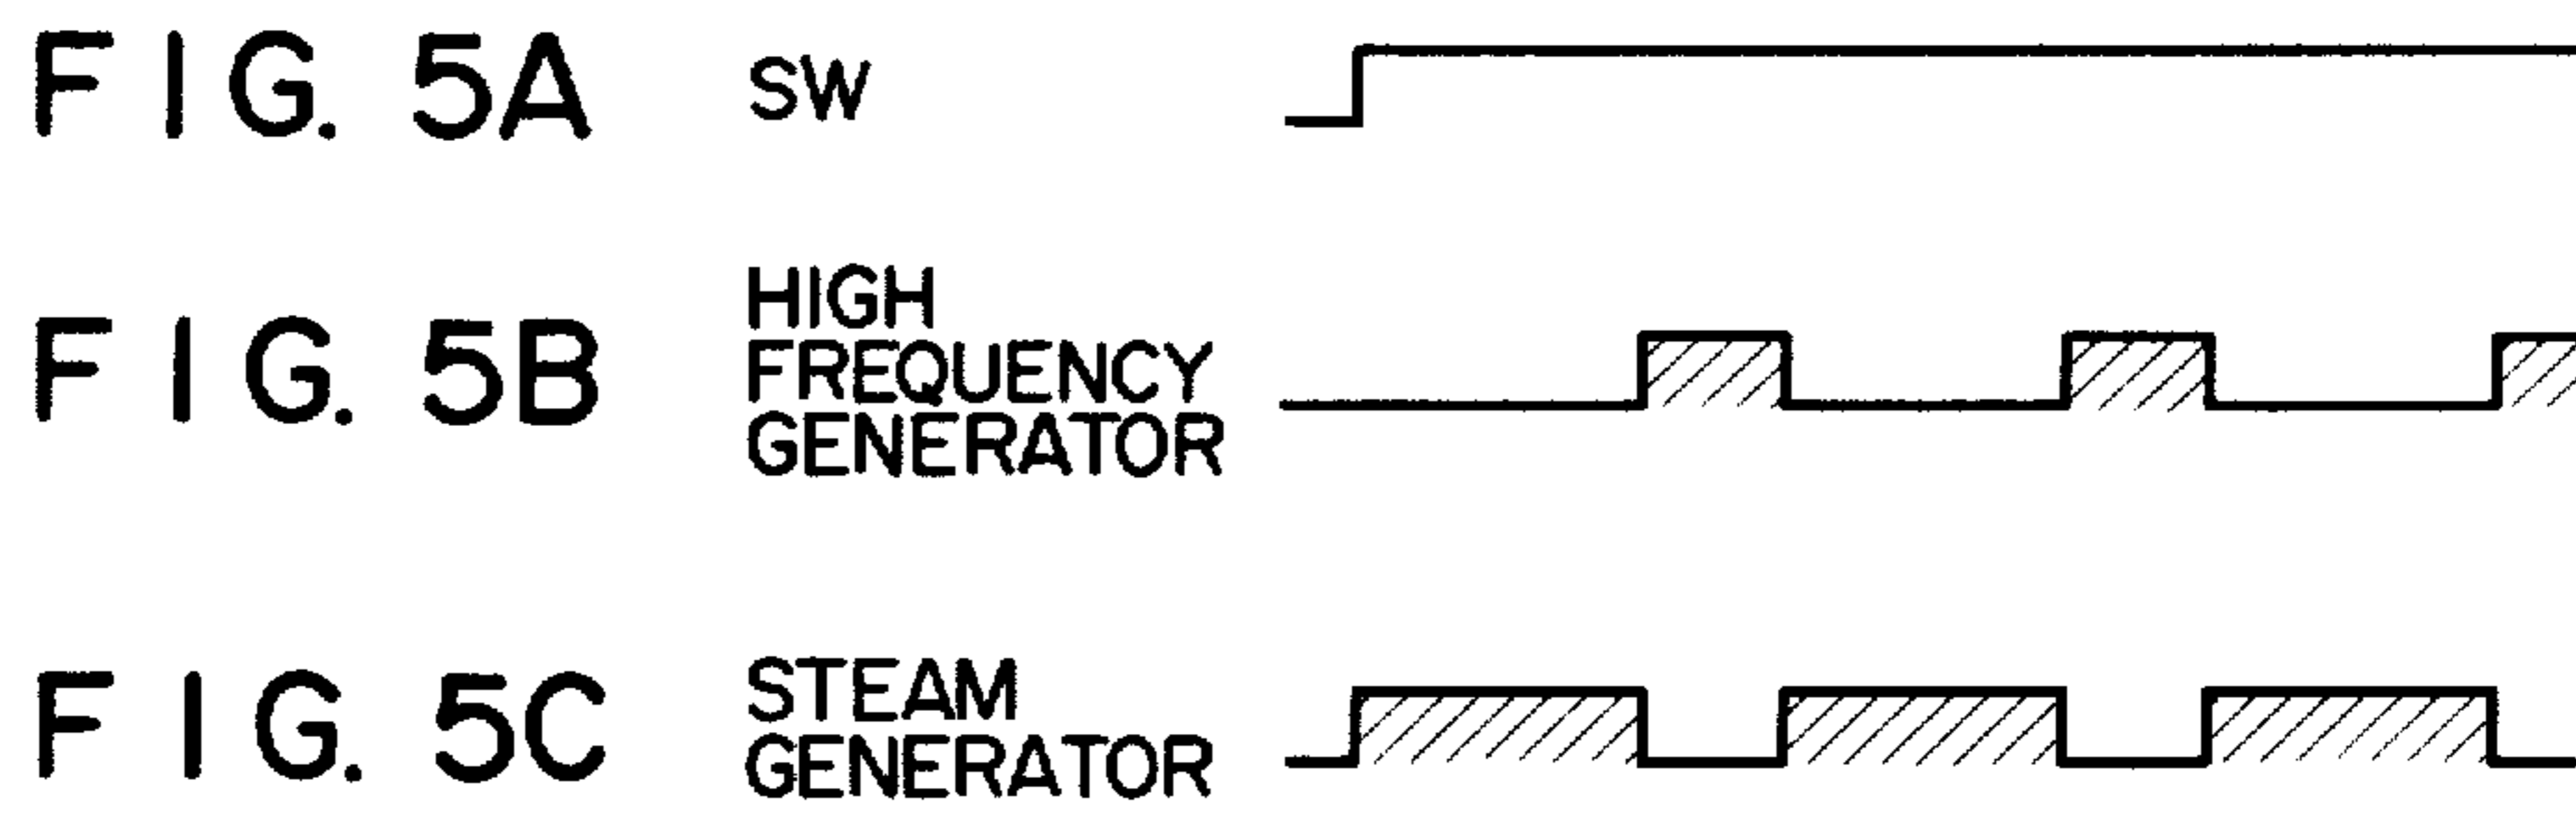 FIG. 5A SW
FIG. 5B HIGH
FREQUENCY
GENERATOR
FIG. 5C STEAM
GENERATOR